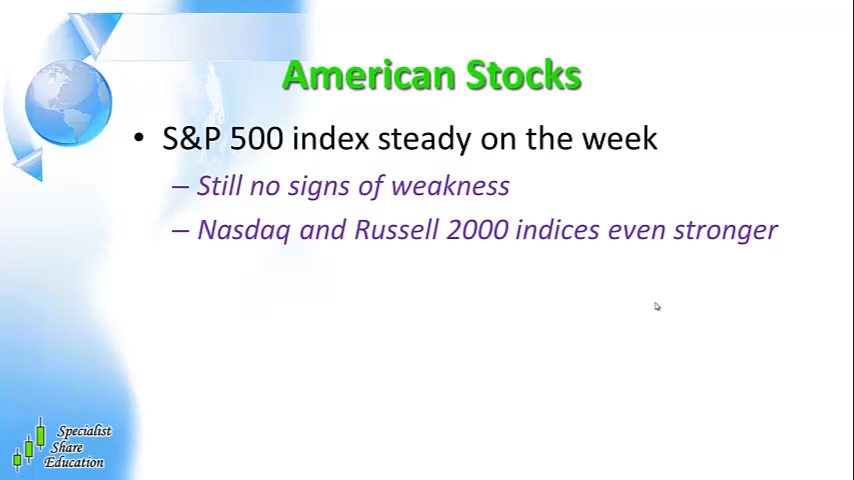 American Stocks
• S&P 500 index steady on the week
– Still no signs of weakness
– Nasdaq and Russell 2000 indices even stronger
Specialist
Share
Education